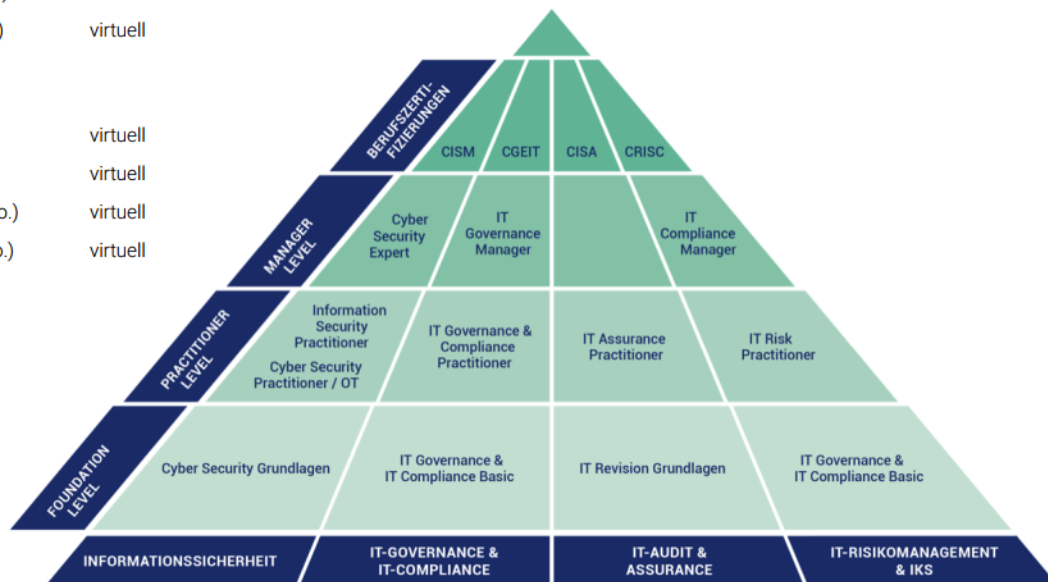 )
virtuell
virtuell
virtuell
o.)
virtuell
o.)
virtuell
BERUFSZERTI-
FIZIERUNGEN
CISM
CGEIT
CISA
CRISC
MANAGER
LEVEL
Cyber
Security
Expert
IT
Governance
Manager
IT
Compliance
Manager
PRACTITIONER
LEVEL
Information
Security
Practitioner
Cyber Security
Practitioner / OT
IT Governance &
Compliance
Practitioner
IT Assurance
Practitioner
IT Risk
Practitioner
FOUNDATION
LEVEL
Cyber Security Grundlagen
IT Governance &
IT Compliance Basic
IT Revision Grundlagen
IT Governance &
IT Compliance Basic
INFORMATIONSSICHERHEIT
IT-GOVERNANCE &
IT-COMPLIANCE
IT-AUDIT &
ASSURANCE
IT-RISIKOMANAGEMENT
& IKS